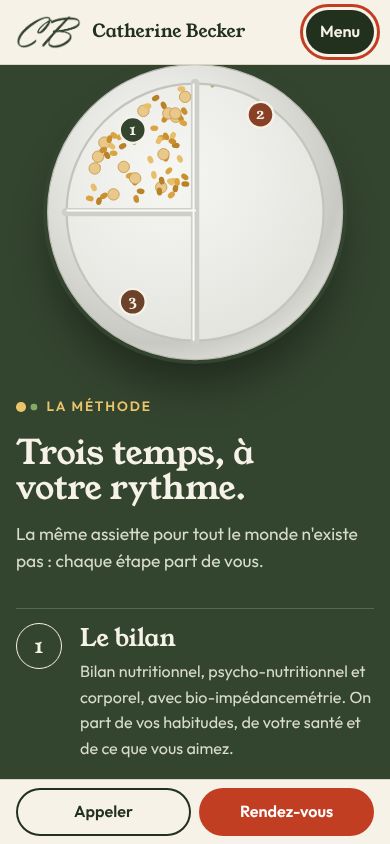 CB Catherine Becker
Menu
1
2
3
LA MÉTHODE
Trois temps, à
votre rythme.
La même assiette pour tout le monde n'existe
pas : chaque étape part de vous.
1
Le bilan
Bilan nutritionnel, psycho-nutritionnel et
corporel, avec bio-impédancemétrie. On
part de vos habitudes, de votre santé et
de ce que vous aimez.
Appeler
Rendez-vous